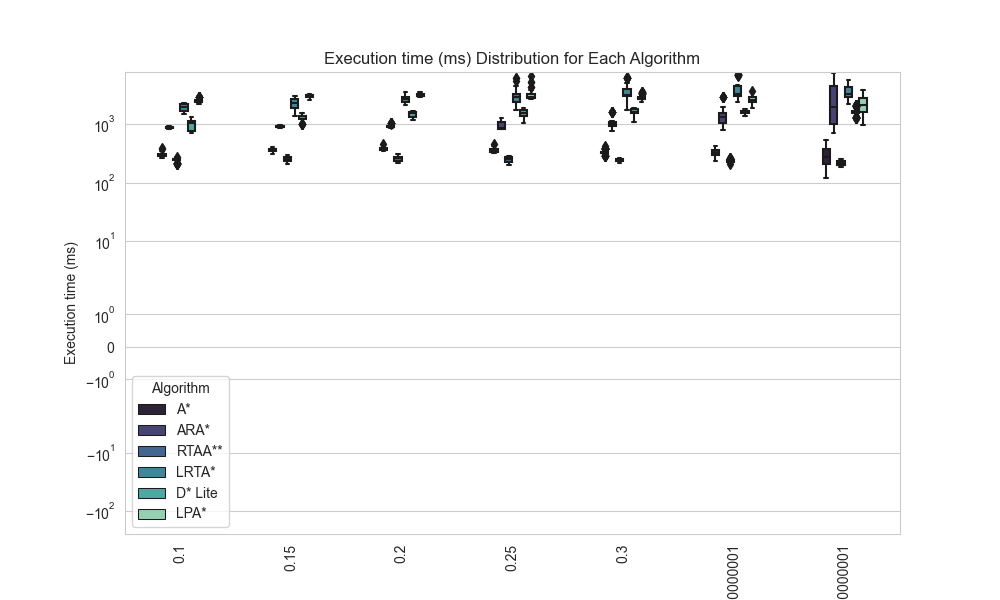 Execution time (ms) Distribution for Each Algorithm
Execution time (ms)
10³
10²
10¹
10⁰
0
−10⁰
−10¹
−10²
Algorithm
A*
ARA*
RTAA**
LRTA*
D* Lite
LPA*
0.1
0.15
0.2
0.25
0.3
0000001
0000001